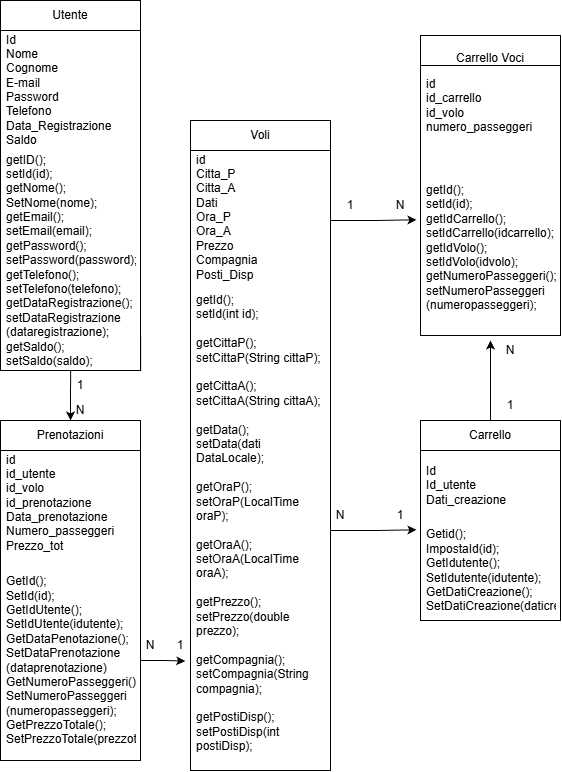 Utente
Id
Nome
Cognome
E-mail
Password
Telefono
Data_Registrazione
Saldo
getID();
setId(id);
getNome();
SetNome(nome);
getEmail();
setEmail(email);
getPassword();
setPassword(password);
getTelefono();
setTelefono(telefono);
getDataRegistrazione();
setDataRegistrazione
(dataregistrazione);
getSaldo();
setSaldo(saldo);
1
N
Prenotazioni
id
id_utente
id_volo
id_prenotazione
Data_prenotazione
Numero_passeggeri
Prezzo_tot
GetId();
SetId(id);
GetIdUtente();
SetIdUtente(idutente);
GetDataPenotazione();
SetDataPrenotazione
(dataprenotazione)
GetNumeroPasseggeri()
SetNumeroPasseggeri
(numeropasseggeri);
GetPrezzoTotale();
SetPrezzoTotale(prezzot
N
1
Voli
id
Citta_P
Citta_A
Dati
Ora_P
Ora_A
Prezzo
Compagnia
Posti_Disp
getId();
setId(int id);
getCittaP();
setCittaP(String cittaP);
getCittaA();
setCittaA(String cittaA);
getData();
setData(dati
DataLocale);
getOraP();
setOraP(LocalTime
oraP);
getOraA();
setOraA(LocalTime
oraA);
getPrezzo();
setPrezzo(double
prezzo);
getCompagnia();
setCompagnia(String
compagnia);
getPostiDisp();
setPostiDisp(int
postiDisp);
1
N
N
1
Carrello Voci
id
id_carrello
id_volo
numero_passeggeri
getId();
setId(id);
getIdCarrello();
setIdCarrello(idcarrello);
getIdVolo();
setIdVolo(idvolo);
getNumeroPasseggeri();
setNumeroPasseggeri
(numeropasseggeri);
N
1
Carrello
Id
Id_utente
Dati_creazione
Getid();
ImpostaId(id);
GetIdutente();
SetIdutente(idutente);
GetDatiCreazione();
SetDatiCreazione(daticre